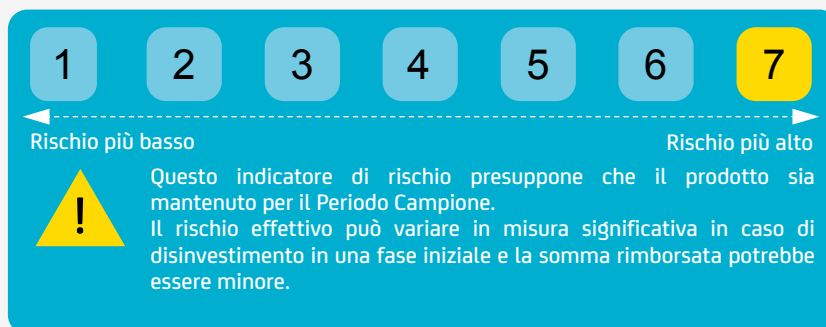 1 2 3 4 5 6 7
Rischio più basso Rischio più alto
! Questo indicatore di rischio presuppone che il prodotto sia
mantenuto per il Periodo Campione.
Il rischio effettivo può variare in misura significativa in caso di
disinvestimento in una fase iniziale e la somma rimborsata potrebbe
essere minore.